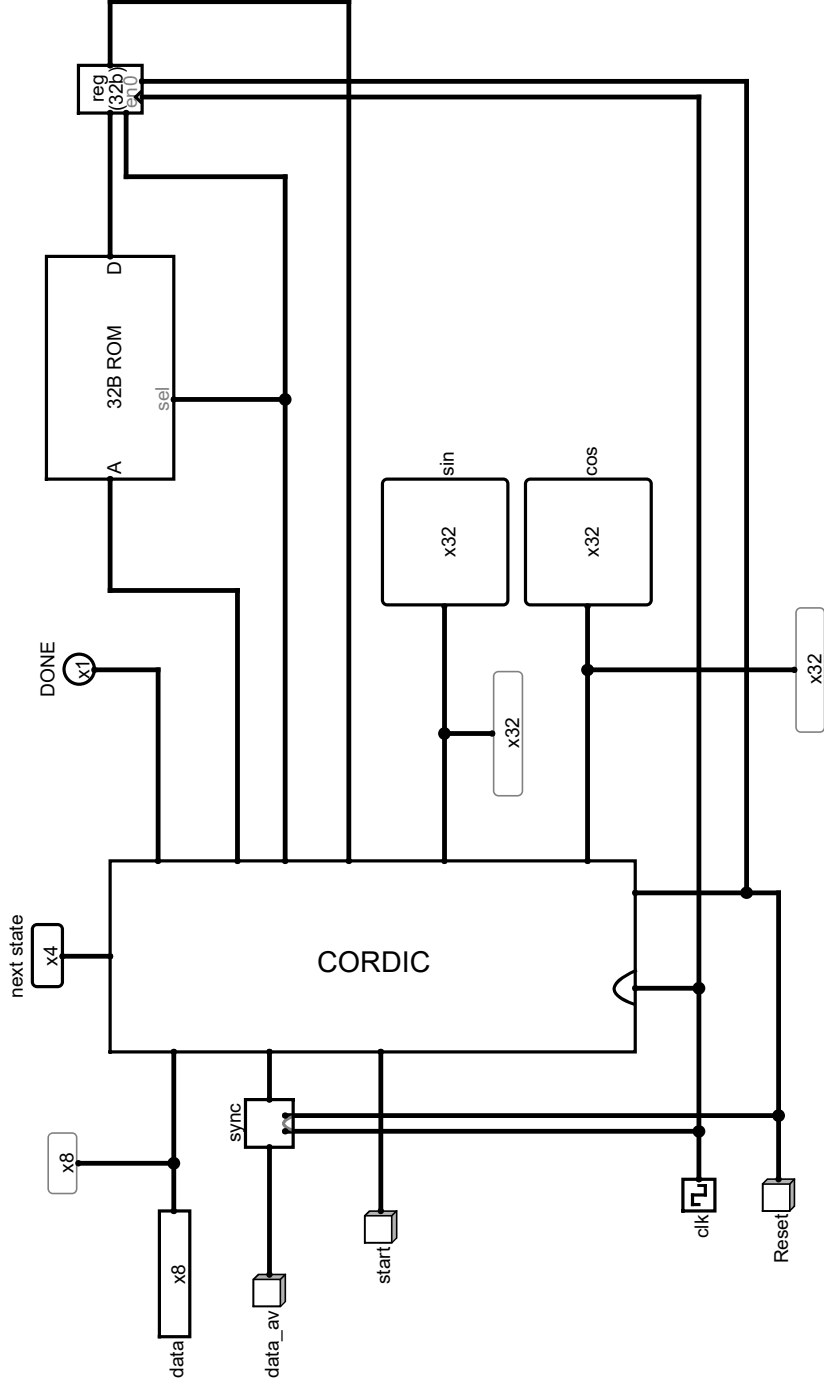 next state
DONE
x4
x8
x1
reg
(32b)
en 0
A
32B ROM
D
sel
data
x8
sync
data_av
CORDIC
start
x32
sin
x32
x32
cos
clk
Reset
x32